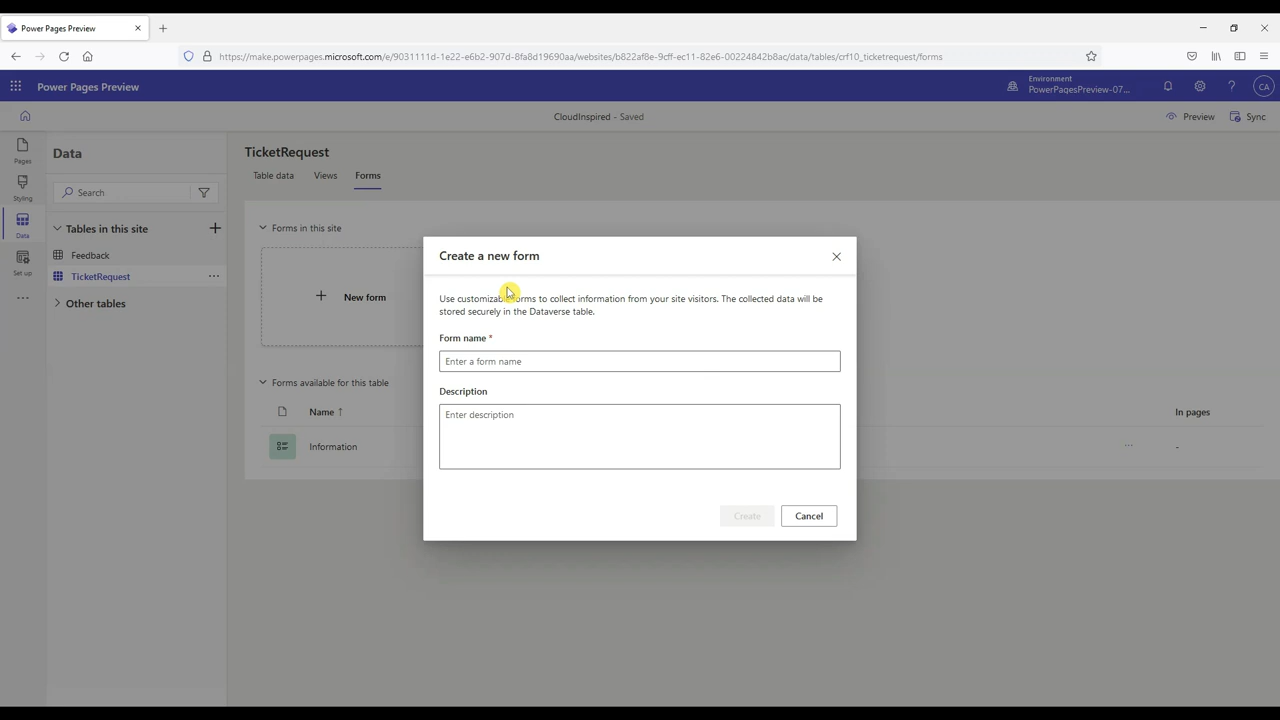 Power Pages Preview
https://make.powerpages.microsoft.com/e/9031111d-1e22-e6b2-907d-8fa8d19690aa/websites/b822af8e-9cff-ec11-82e6-00224842b8ac/data/tables/crf10_ticketrequest/forms
Power Pages Preview
Environment
PowerPagesPreview-07...
CA
CloudInspired - Saved
Preview
Sync
Pages
Styling
Data
Set up
Data
Search
Tables in this site
Feedback
TicketRequest
Other tables
TicketRequest
Table data
Views
Forms
Forms in this site
New form
Forms available for this table
Name ↑
In pages
Information
-
Create a new form
Use customizable forms to collect information from your site visitors. The collected data will be
stored securely in the Dataverse table.
Form name *
Enter a form name
Description
Enter description
Create
Cancel